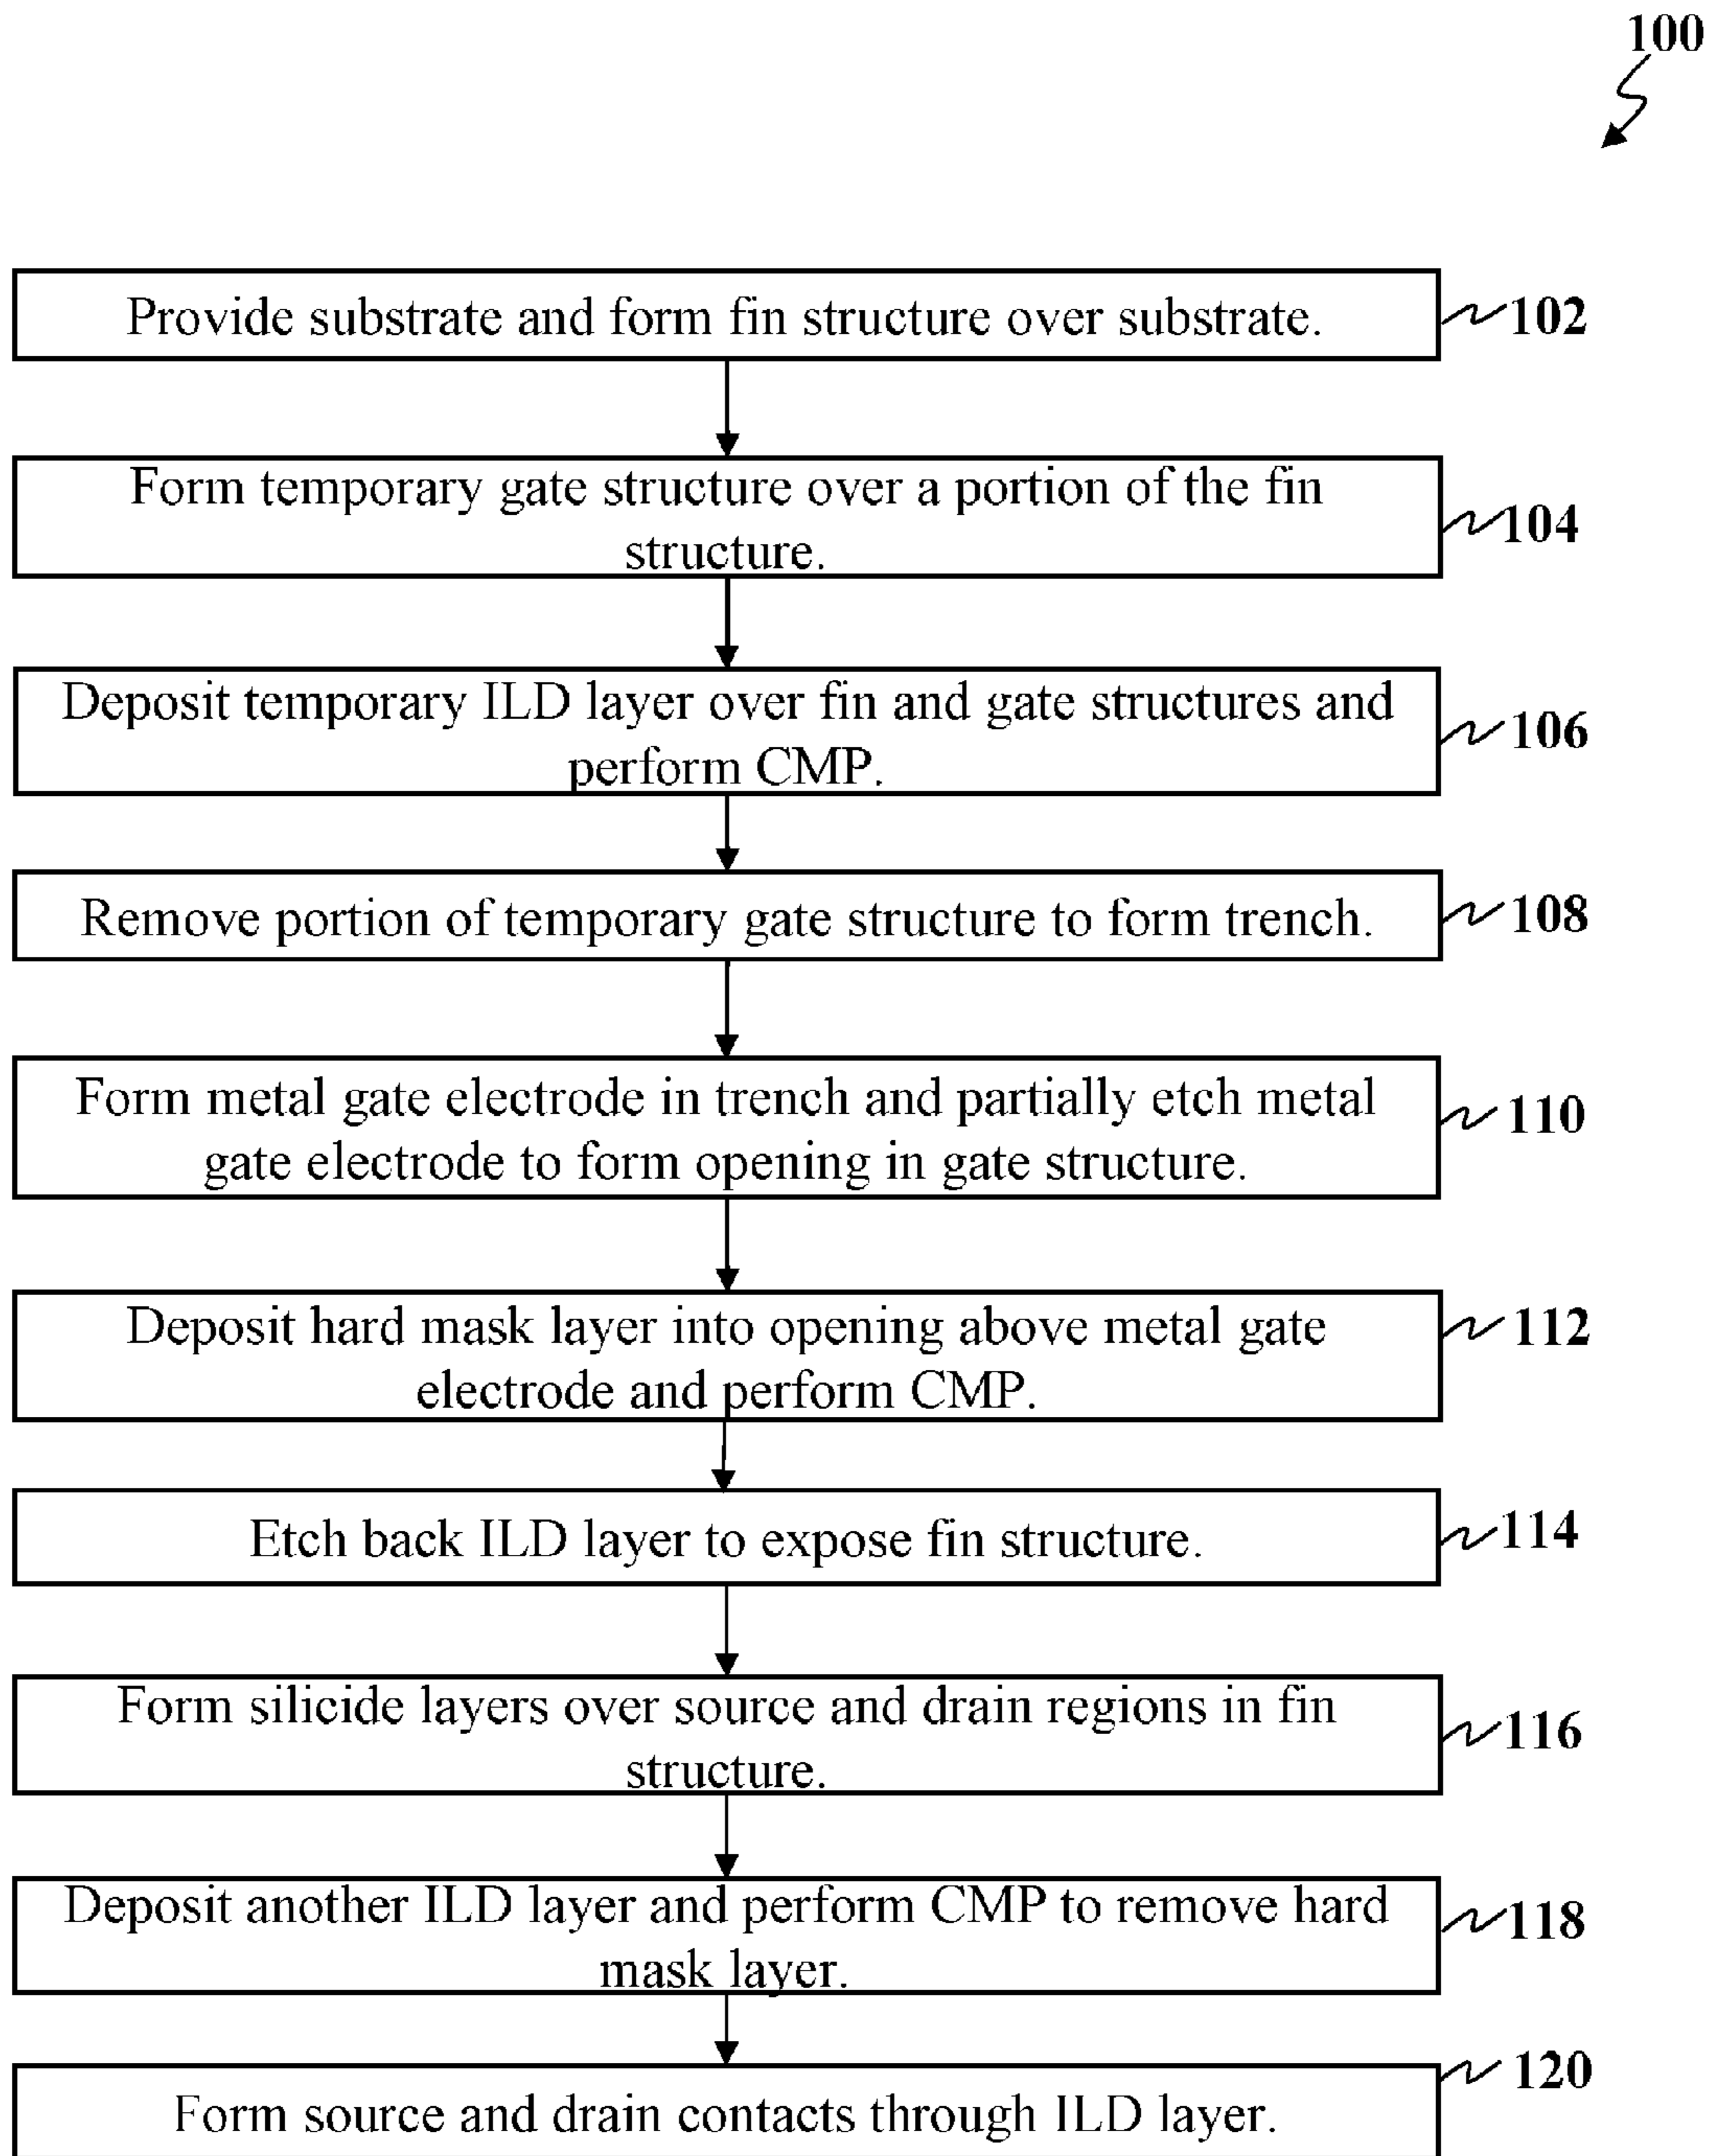 100
Provide substrate and form fin structure over substrate.
102
Form temporary gate structure over a portion of the fin
structure.
104
Deposit temporary ILD layer over fin and gate structures and
perform CMP.
106
Remove portion of temporary gate structure to form trench.
108
Form metal gate electrode in trench and partially etch metal
gate electrode to form opening in gate structure.
110
Deposit hard mask layer into opening above metal gate
electrode and perform CMP.
112
Etch back ILD layer to expose fin structure.
114
Form silicide layers over source and drain regions in fin
structure.
116
Deposit another ILD layer and perform CMP to remove hard
mask layer.
118
Form source and drain contacts through ILD layer.
120